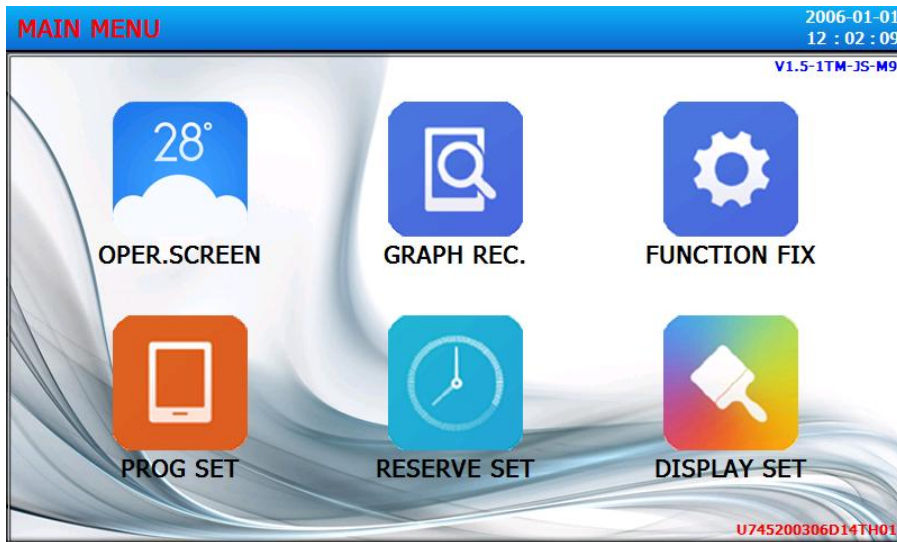 MAIN MENU
2006-01-01
12 : 02 : 09
V1.5-1TM-JS-M9
28°
OPER.SCREEN
GRAPH REC.
FUNCTION FIX
PROG SET
RESERVE SET
DISPLAY SET
U745200306D14TH01